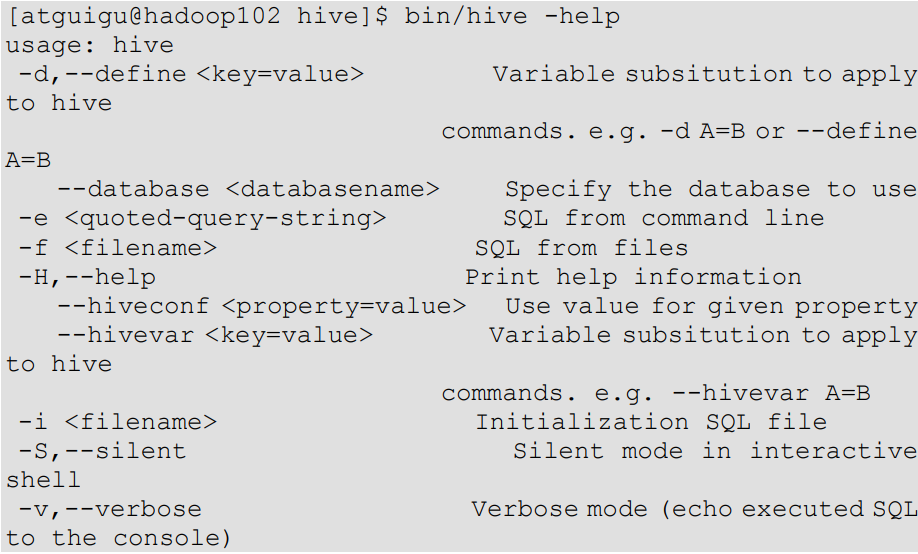 [atguigu@hadoop102 hive]$ bin/hive -help
usage: hive
-d,--define <key=value> Variable subsitution to apply
to hive
commands. e.g. -d A=B or --define
A=B
--database <databasename> Specify the database to use
-e <quoted-query-string> SQL from command line
-f <filename> SQL from files
-H,--help Print help information
--hiveconf <property=value> Use value for given property
--hivevar <key=value> Variable subsitution to apply
to hive
commands. e.g. --hivevar A=B
-i <filename> Initialization SQL file
-S,--silent Silent mode in interactive
shell
-v,--verbose Verbose mode (echo executed SQL
to the console)